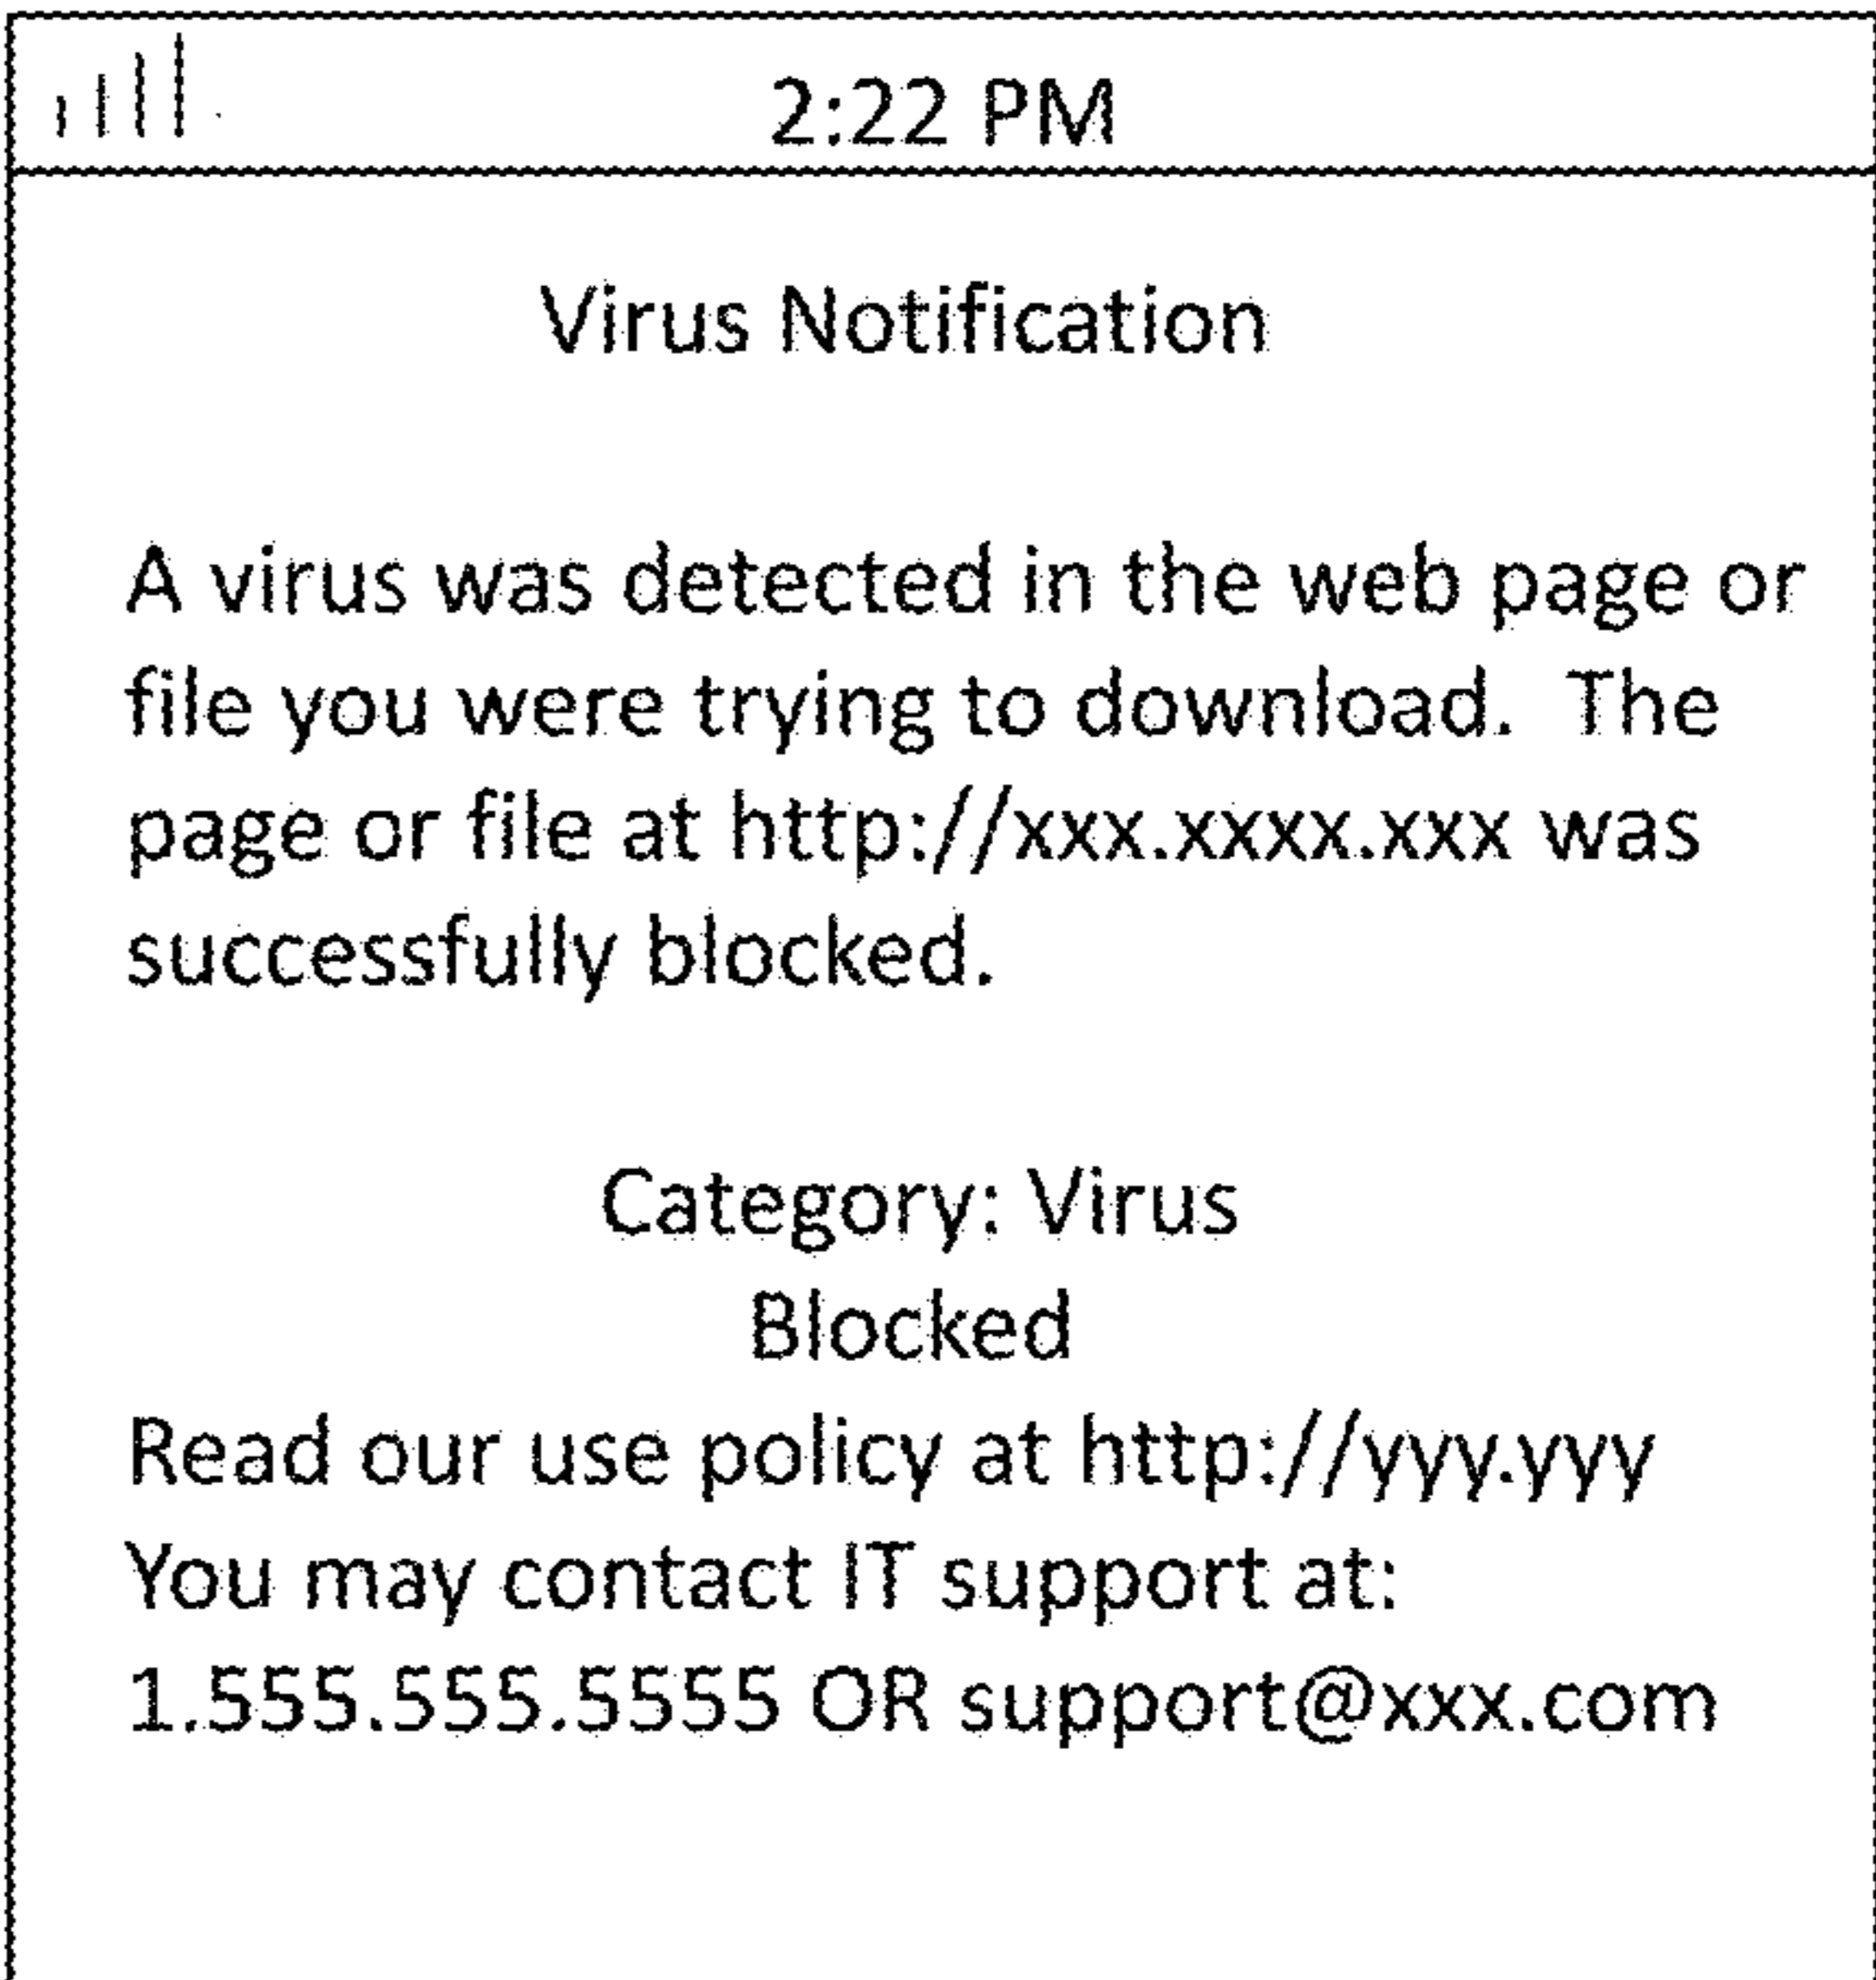 2:22 PM
Virus Notification
A virus was detected in the web page or
file you were trying to download.  The
page or file at http://xxx.xxxx.xxx was
successfully blocked.
Category: Virus
Blocked
Read our use policy at http://yyy.yyy
You may contact IT support at:
1.555.555.5555 OR support@xxx.com